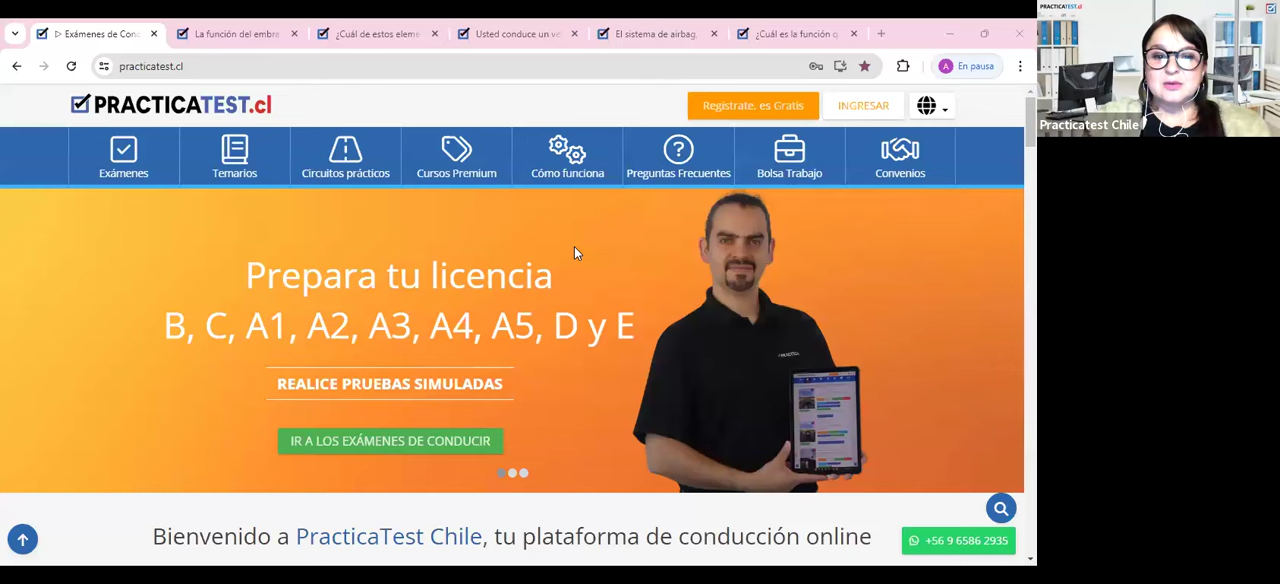 ▷ Exámenes de Conc
La función del embra
¿Cuál de estos eleme
Usted conduce un ve
El sistema de airbag,
¿Cuál es la función q
practicatest.cl
A
En pausa
PRACTICATEST.cl
Regístrate. es Gratis
INGRESAR
Exámenes
Temarios
Circuitos prácticos
Cursos Premium
Cómo funciona
Preguntas Frecuentes
Bolsa Trabajo
Convenios
Prepara tu licencia
B, C, A1, A2, A3, A4, A5, D y E
REALICE PRUEBAS SIMULADAS
IR A LOS EXÁMENES DE CONDUCIR
Bienvenido a PracticaTest Chile, tu plataforma de conducción online
+56 9 6586 2935
PRACTICATEST.cl
Practicatest Chile